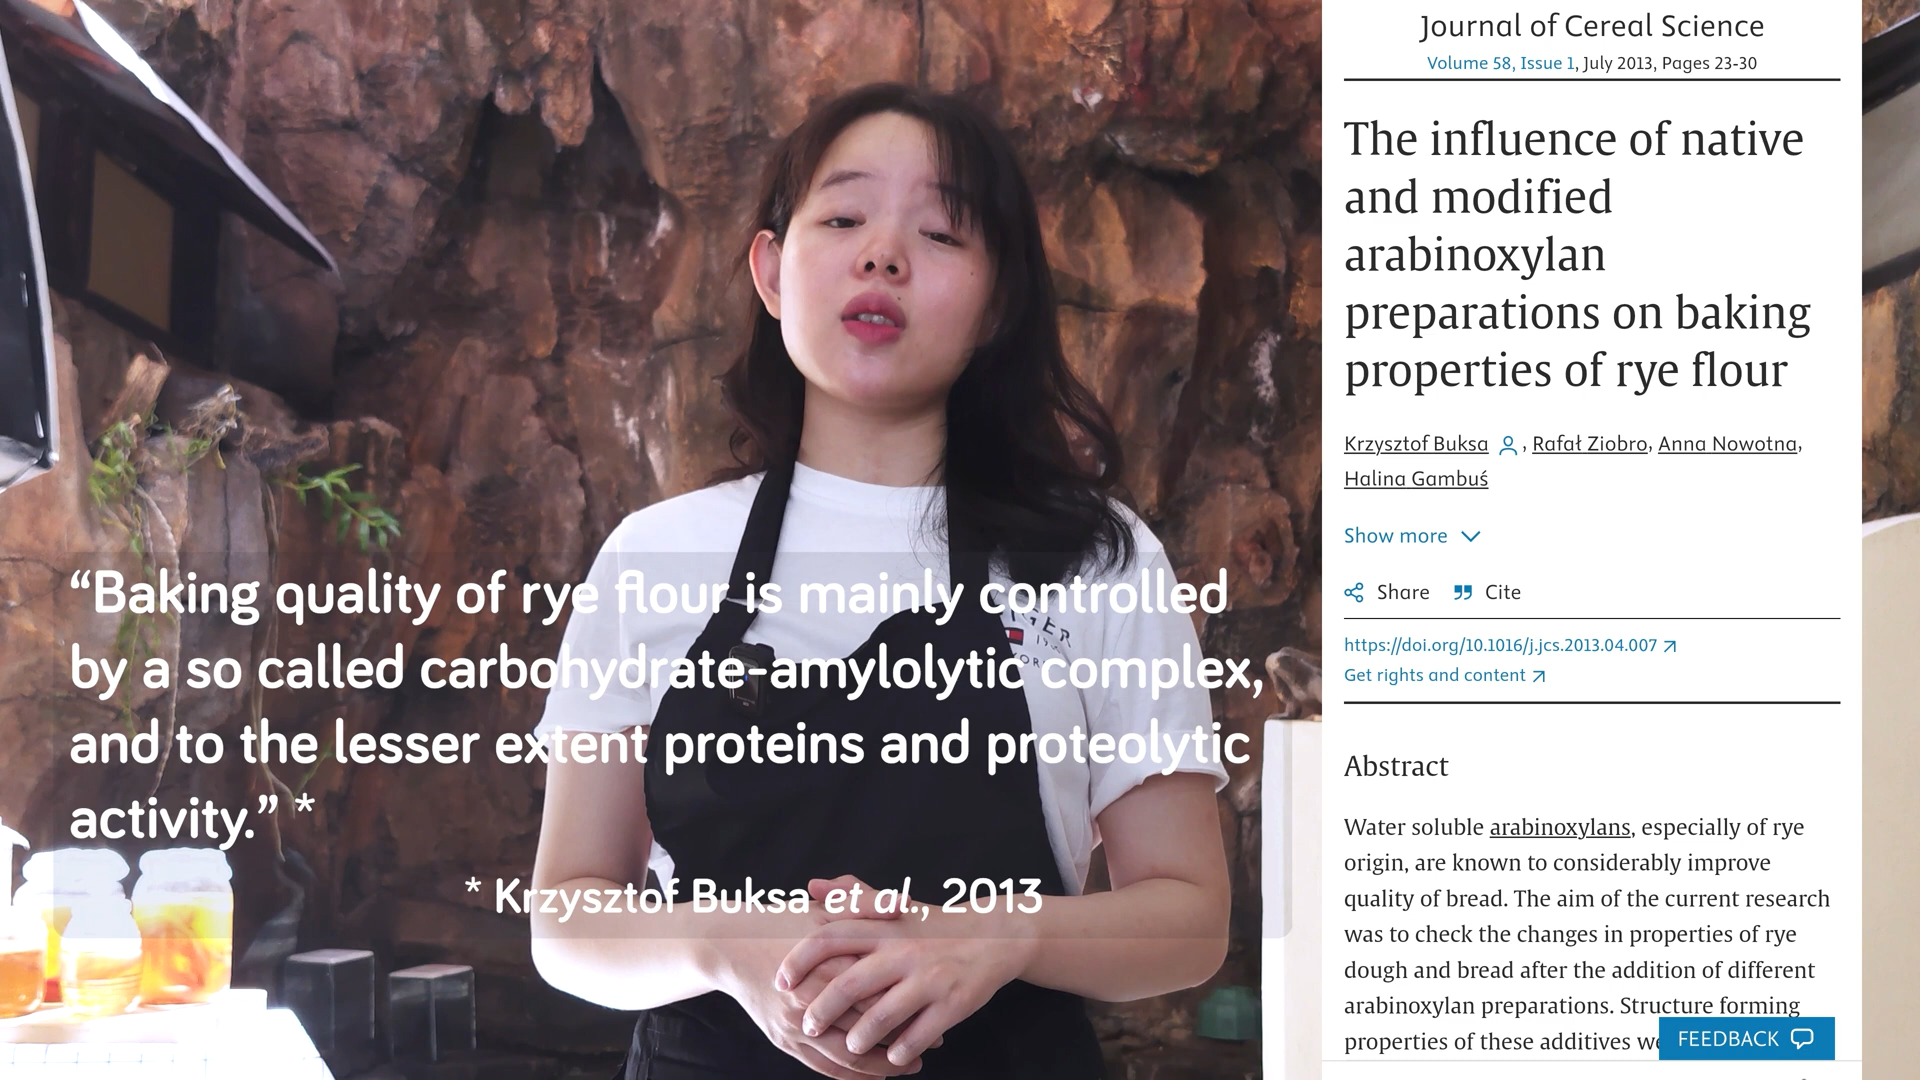 “Baking quality of rye flour is mainly controlled
by a so called carbohydrate-amylolytic complex,
and to the lesser extent proteins and proteolytic
activity.” *
* Krzysztof Buksa et al., 2013
Journal of Cereal Science
Volume 58, Issue 1, July 2013, Pages 23-30
The influence of native
and modified
arabinoxylan
preparations on baking
properties of rye flour
Krzysztof Buksa , Rafał Ziobro, Anna Nowotna,
Halina Gambuś
Show more
Share Cite
https://doi.org/10.1016/j.jcs.2013.04.007
Get rights and content
Abstract
Water soluble arabinoxylans, especially of rye
origin, are known to considerably improve
quality of bread. The aim of the current research
was to check the changes in properties of rye
dough and bread after the addition of different
arabinoxylan preparations. Structure forming
properties of these additives
FEEDBACK